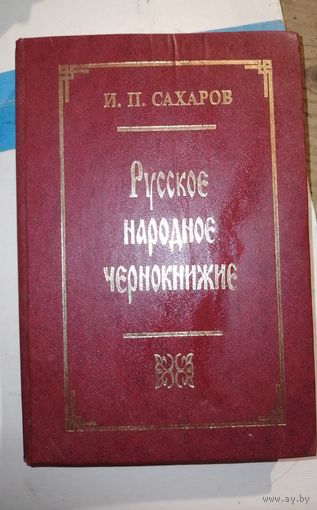 И. П. САХАРОВ
Русское
народное
чернокнижие
www.ay.by